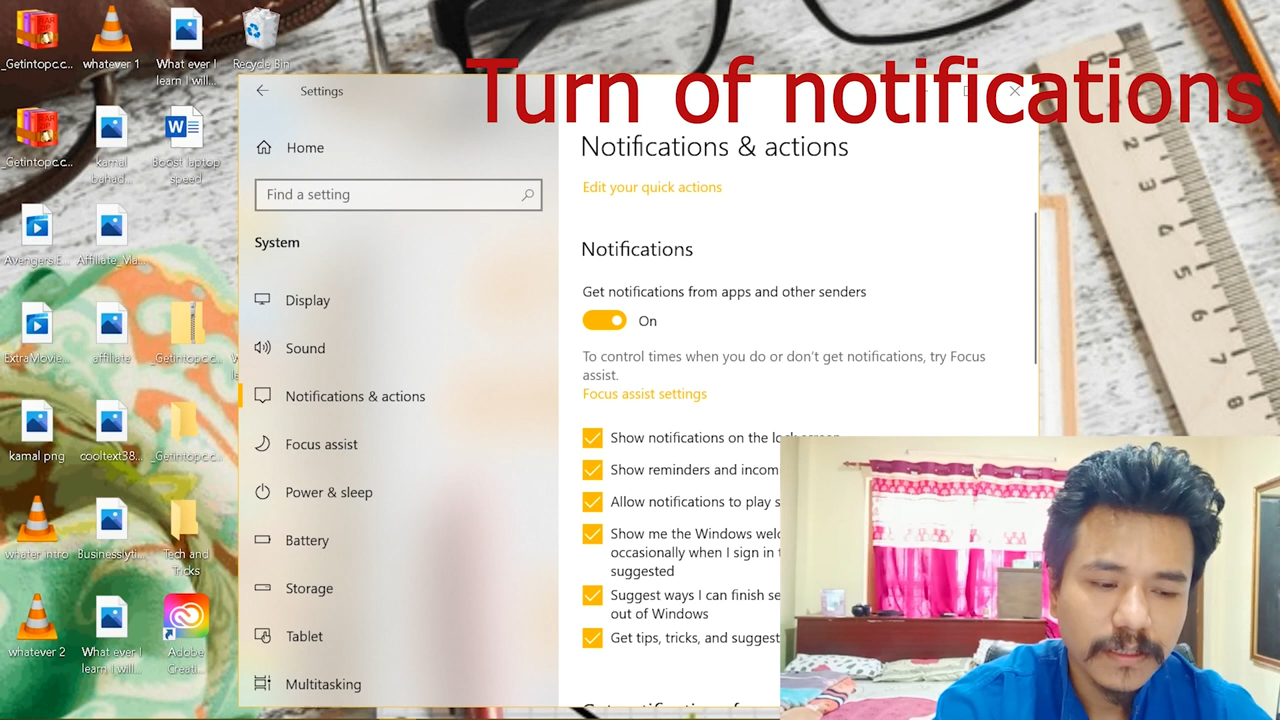 Turn of notifications
_Getintopc.c...
whatever 1
What ever I
learn I will...
Recycle Bin
_Getintopc.c...
kamal
bahad...
Boost laptop
speed
Avengers.E...
Affiliate_Ma...
ExtraMovie...
affiliate
_Getintopc.c...
kamal png
cooltext38...
_Getintopc.c...
whater intro
Businessiyti...
Tech and
Tricks
whatever 2
What ever I
learn I will...
Adobe
Creati...
Settings
Home
Find a setting
System
Display
Sound
Notifications & actions
Focus assist
Power & sleep
Battery
Storage
Tablet
Multitasking
Notifications & actions
Edit your quick actions
Notifications
Get notifications from apps and other senders
On
To control times when you do or don't get notifications, try Focus
assist.
Focus assist settings
Show notifications on the lock screen
Show reminders and incom
Allow notifications to play s
Show me the Windows welc
occasionally when I sign in t
suggested
Suggest ways I can finish se
out of Windows
Get tips, tricks, and suggest